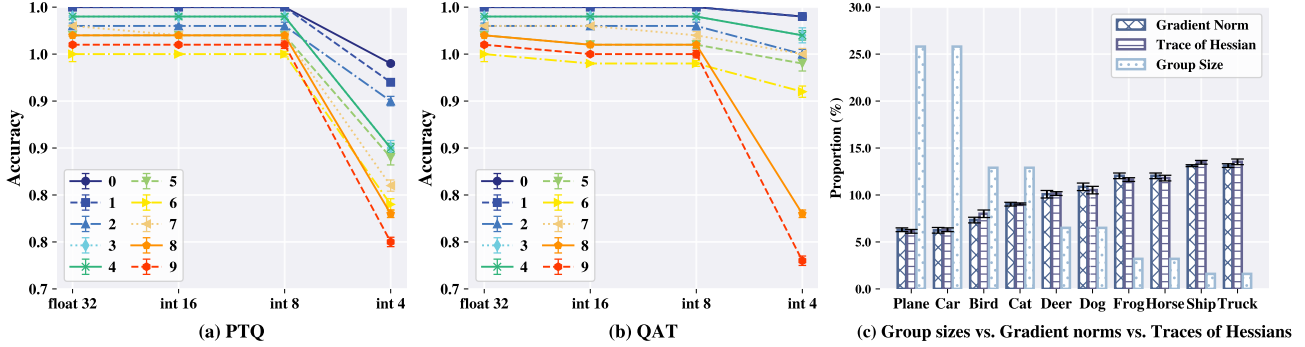 1.0
1.0
0.9
0.9
0.8
0.8
0.7
Accuracy
0
1
2
3
4
5
6
7
8
9
float 32
int 16
int 8
int 4
(a) PTQ
1.0
1.0
0.9
0.9
0.8
0.8
0.7
Accuracy
0
1
2
3
4
5
6
7
8
9
float 32
int 16
int 8
int 4
(b) QAT
30.0
25.0
20.0
15.0
10.0
5.0
0.0
Proportion (%)
Gradient Norm
Trace of Hessian
Group Size
Plane Car Bird Cat Deer Dog Frog Horse Ship Truck
(c) Group sizes vs. Gradient norms vs. Traces of Hessians